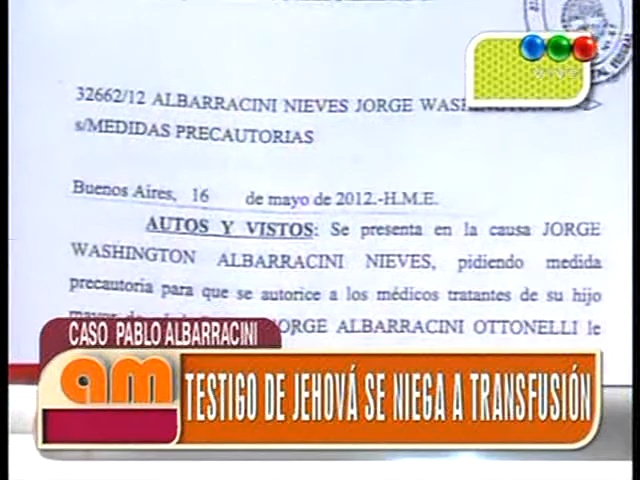 32662/12 ALBARRACINI NIEVES JORGE
s/MEDIDAS PRECAUTORIAS
Buenos Aires, 16 de mayo de 2012.-H.M.E.
AUTOS Y VISTOS: Se presenta en la causa JORGE
WASHINGTON ALBARRACINI NIEVES, pidiendo medida
precautoria para que se autorice a los médicos tratantes de su hijo
JORGE ALBARRACINI OTTONELLI le
CASO PABLO ALBARRACINI
am
TESTIGO DE JEHOVÁ SE NIEGA A TRANSFUSIÓN